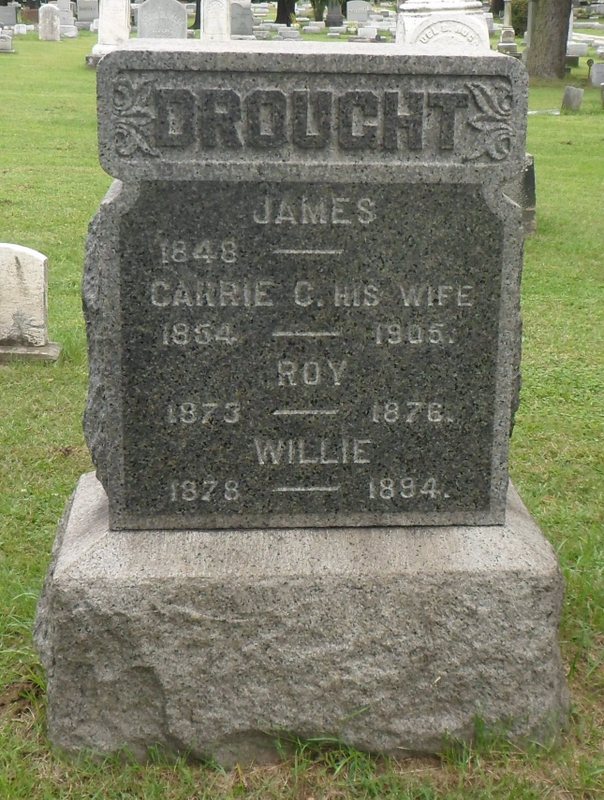 DROUGHT
JAMES
1848 —
CARRIE C. HIS WIFE
1854 — 1905.
ROY
1873 — 1876.
WILLIE
1878 — 1894.